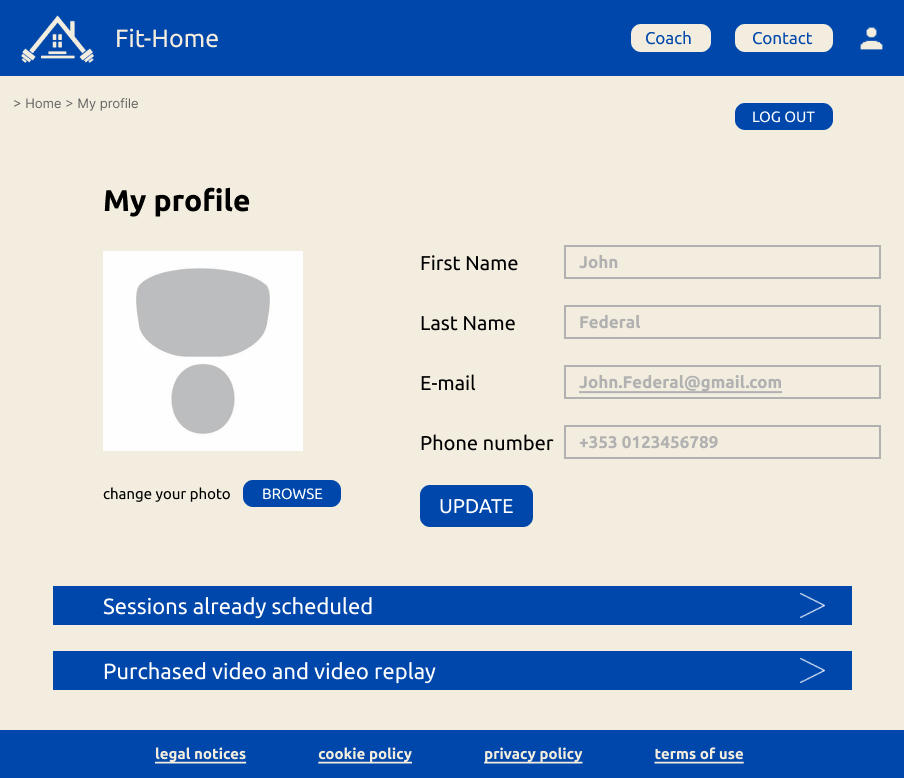 Fit-Home
Coach
Contact
> Home > My profile
LOG OUT
My profile
First Name
John
Last Name
Federal
E-mail
John.Federal@gmail.com
Phone number
+353 0123456789
change your photo
BROWSE
UPDATE
Sessions already scheduled
Purchased video and video replay
legal notices
cookie policy
privacy policy
terms of use